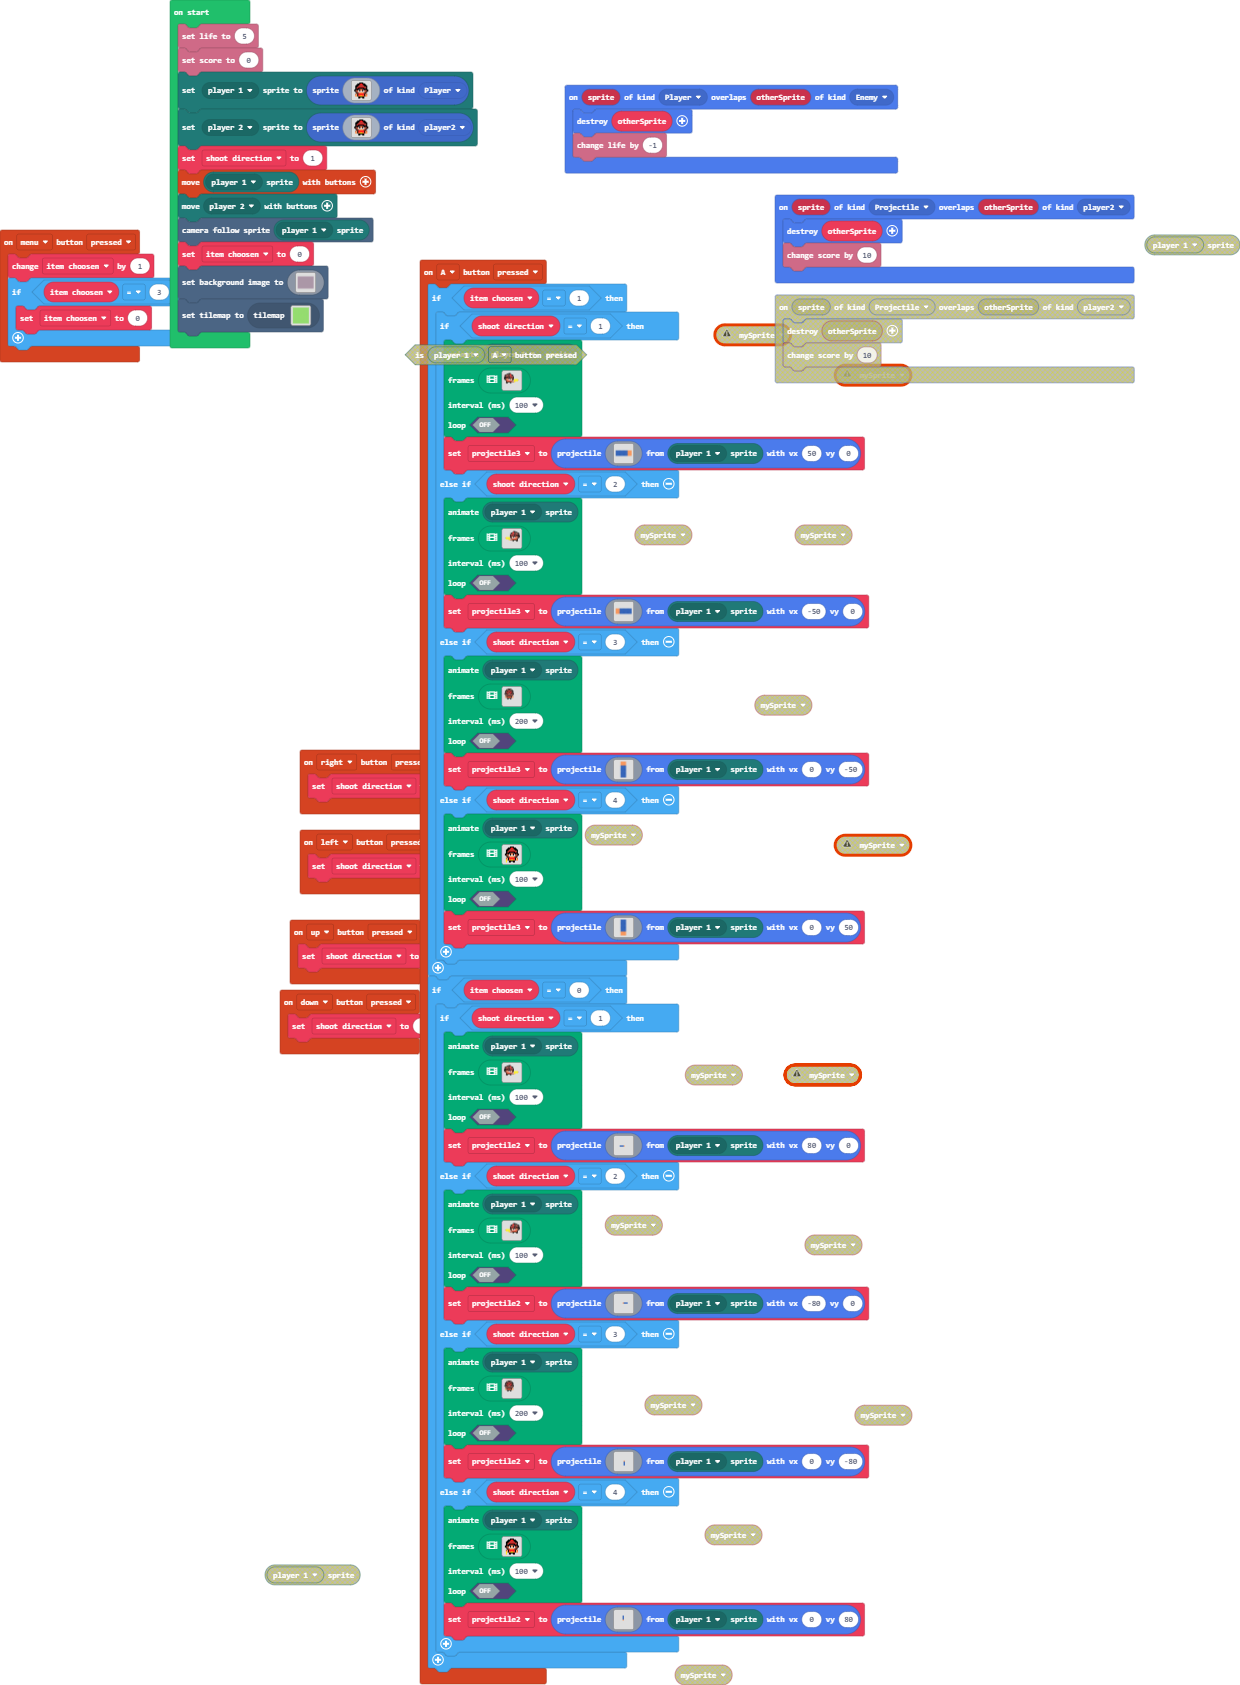 on start
set life to 5
set score to 0
set player 1 sprite to sprite of kind Player
set player 2 sprite to sprite of kind player2
set shoot direction to 1
move player 1 sprite with buttons
move player 2 with buttons
camera follow sprite player 1 sprite
set item choosen to 0
set background image to
set tilemap to tilemap
on menu button pressed
change item choosen by 1
if item choosen = 3
set item choosen to 0
on sprite of kind Player overlaps otherSprite of kind Enemy
destroy otherSprite
change life by -1
on sprite of kind Projectile overlaps otherSprite of kind player2
destroy otherSprite
change score by 10
player 1 sprite
on sprite of kind Projectile overlaps otherSprite of kind player2
destroy otherSprite
change score by 10
mySprite
mySprite
on A button pressed
if item choosen = 1 then
if shoot direction = 1 then
is player 1 A button pressed
frames
interval (ms) 100
loop OFF
set projectile3 to projectile from player 1 sprite with vx 50 vy 0
else if shoot direction = 2 then
animate player 1 sprite
frames
interval (ms) 100
loop OFF
mySprite
mySprite
set projectile3 to projectile from player 1 sprite with vx -50 vy 0
else if shoot direction = 3 then
animate player 1 sprite
frames
interval (ms) 200
loop OFF
mySprite
set projectile3 to projectile from player 1 sprite with vx 0 vy -50
else if shoot direction = 4 then
animate player 1 sprite
frames
interval (ms) 100
loop OFF
mySprite
mySprite
set projectile3 to projectile from player 1 sprite with vx 0 vy 50
on right button
set shoot direction
on left button pressed
set shoot direction
on up button pressed
set shoot direction to
on down button pressed
set shoot direction to
if item choosen = 0 then
if shoot direction = 1 then
animate player 1 sprite
frames
interval (ms) 100
loop OFF
mySprite
mySprite
set projectile2 to projectile from player 1 sprite with vx 80 vy 0
else if shoot direction = 2 then
animate player 1 sprite
frames
interval (ms) 100
loop OFF
mySprite
mySprite
set projectile2 to projectile from player 1 sprite with vx -80 vy 0
else if shoot direction = 3 then
animate player 1 sprite
frames
interval (ms) 200
loop OFF
mySprite
mySprite
set projectile2 to projectile from player 1 sprite with vx 0 vy -80
else if shoot direction = 4 then
animate player 1 sprite
frames
interval (ms) 100
loop OFF
mySprite
player 1 sprite
set projectile2 to projectile from player 1 sprite with vx 0 vy 80
mySprite